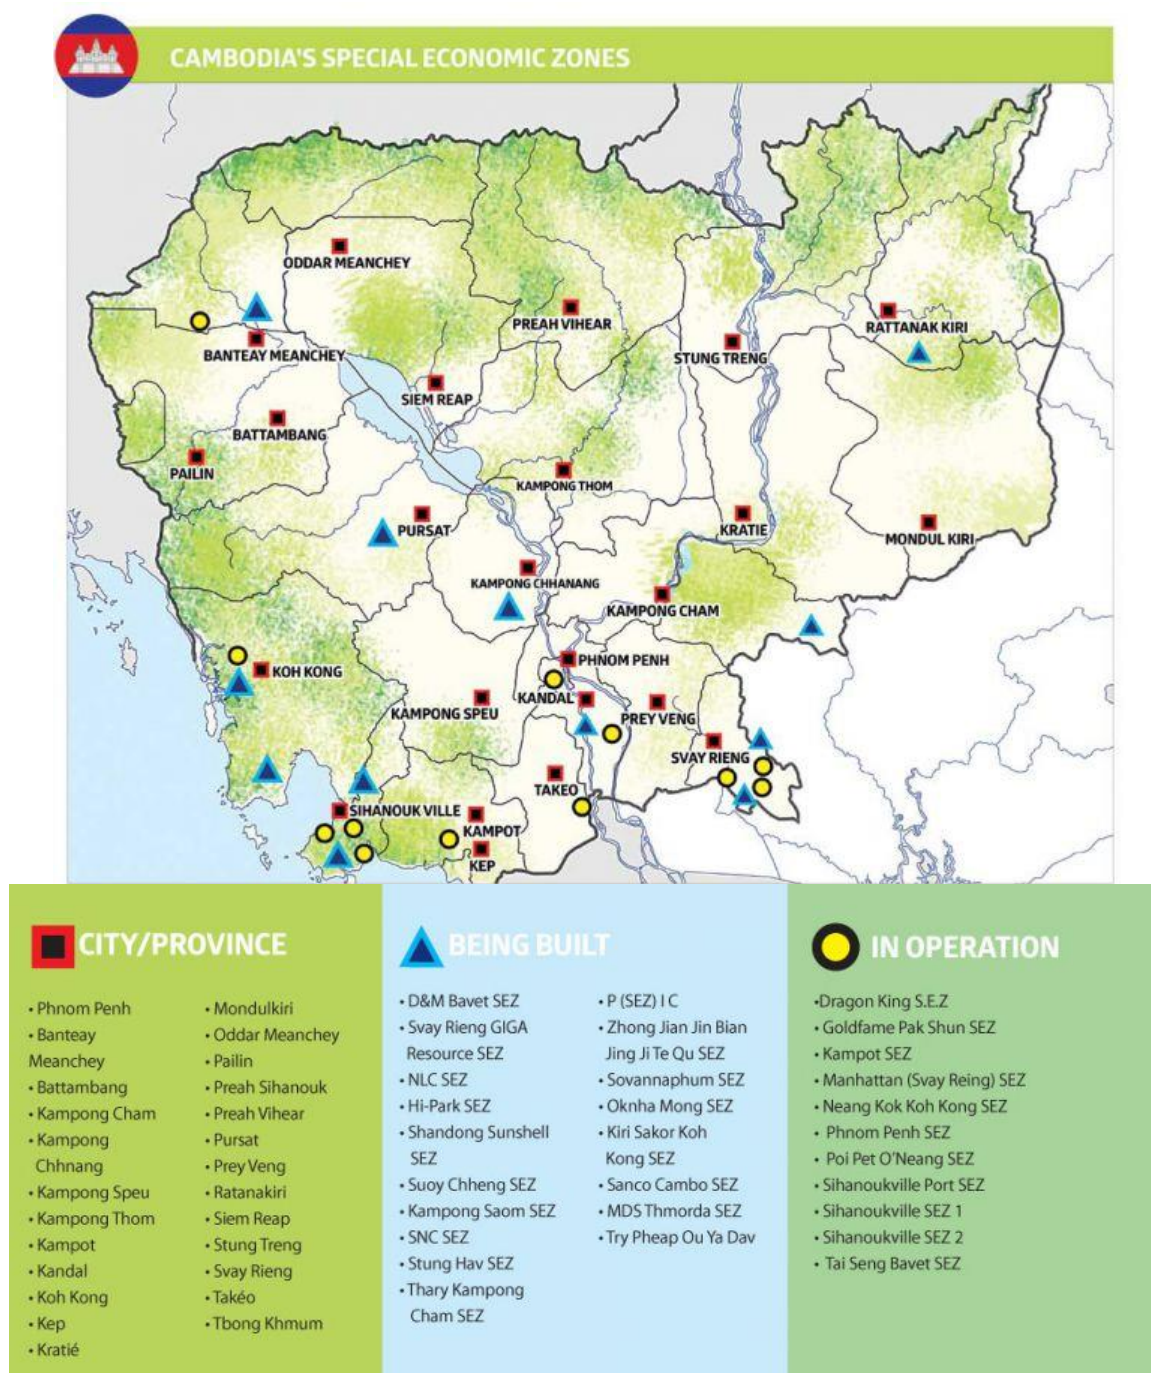 CAMBODIA'S SPECIAL ECONOMIC ZONES
ODDAR MEANCHEY
PREAH VIHEAR
RATTANAK KIRI
BANTEAY MEANCHEY
STUNG TRENG
SIEM REAP
BATTAMBANG
PAILIN
KAMPONG THOM
PURSAT
KRATIE
MONDUL KIRI
KAMPONG CHHANANG
KAMPONG CHAM
PHNOM PENH
KOH KONG
KANDAL
KAMPONG SPEU
PREY VENG
SVAY RIENG
TAKEO
SIHANOUK VILLE
KAMPOT
KEP
CITY/PROVINCE
• Phnom Penh
• Banteay
Meanchey
• Battambang
• Kampong Cham
• Kampong
Chhnang
• Kampong Speu
• Kampong Thom
• Kampot
• Kandal
• Koh Kong
• Kep
• Kratié
• Mondulkiri
• Oddar Meanchey
• Pailin
• Preah Sihanouk
• Preah Vihear
• Pursat
• Prey Veng
• Ratanakiri
• Siem Reap
• Stung Treng
• Svay Rieng
• Takéo
• Tbong Khmum
BEING BUILT
• D&M Bavet SEZ
• Svay Rieng GIGA
Resource SEZ
• NLC SEZ
• Hi-Park SEZ
• Shandong Sunshell
SEZ
• Suoy Chheng SEZ
• Kampong Saom SEZ
• SNC SEZ
• Stung Hav SEZ
• Thary Kampong
Cham SEZ
• P (SEZ) I C
• Zhong Jian Jin Bian
Jing Ji Te Qu SEZ
• Sovannaphum SEZ
• Oknha Mong SEZ
• Kiri Sakor Koh
Kong SEZ
• Sanco Cambo SEZ
• MDS Thmorda SEZ
• Try Pheap Ou Ya Dav
IN OPERATION
•Dragon King S.E.Z
• Goldfame Pak Shun SEZ
• Kampot SEZ
• Manhattan (Svay Reing) SEZ
• Neang Kok Koh Kong SEZ
• Phnom Penh SEZ
• Poi Pet O'Neang SEZ
• Sihanoukville Port SEZ
• Sihanoukville SEZ 1
• Sihanoukville SEZ 2
• Tai Seng Bavet SEZ